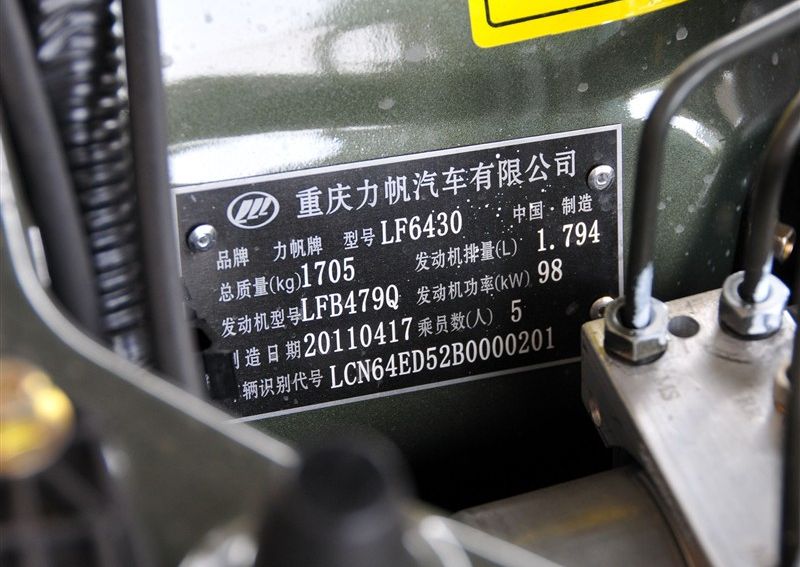 重庆力帆汽车有限公司
品牌 力帆牌 型号 LF6430 中国·制造
总质量(kg) 1705 发动机排量(L) 1.794
发动机型号 LFB479Q 发动机功率(kW) 98
制造日期 20110417 乘员数(人) 5
辆识别代号 LCN64ED52B0000201